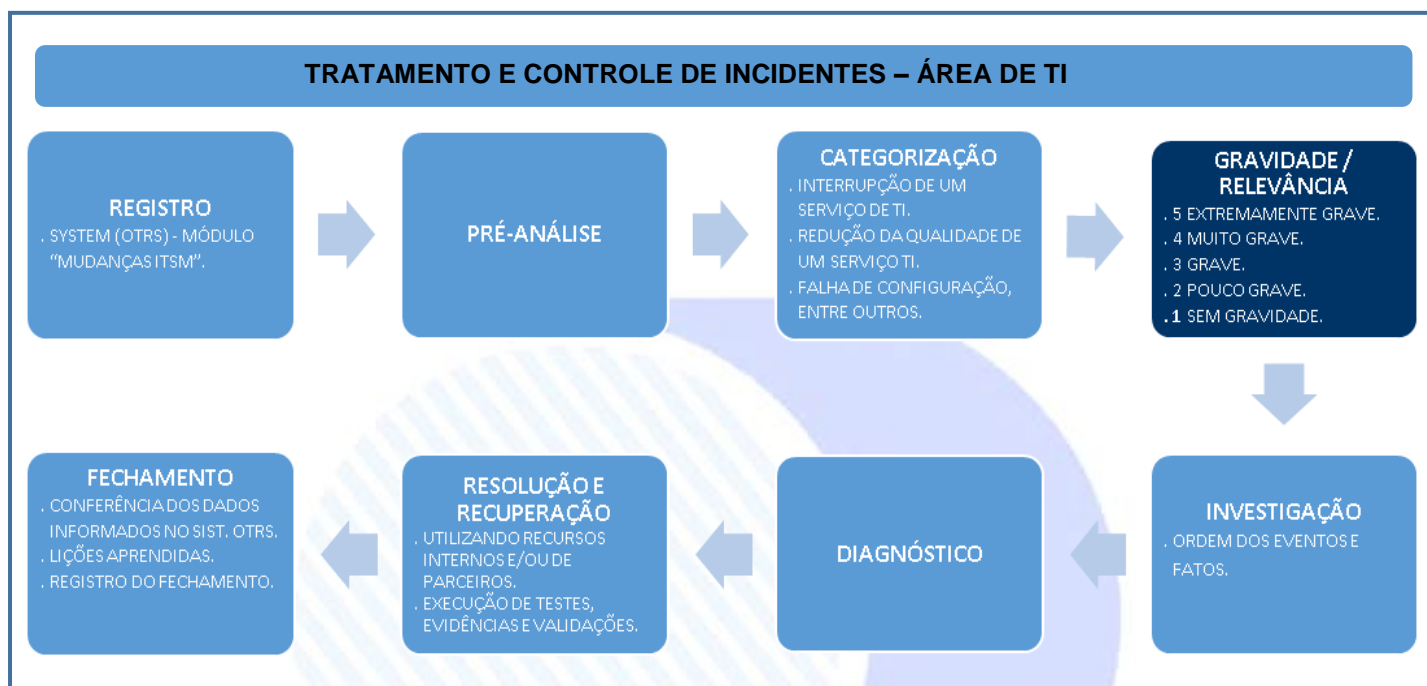 TRATAMENTO E CONTROLE DE INCIDENTES – ÁREA DE TI
REGISTRO
. SYSTEM (OTRS) - MÓDULO
“MUDANÇAS ITSM”.
PRÉ-ANÁLISE
CATEGORIZAÇÃO
. INTERRUPÇÃO DE UM
SERVIÇO DE TI.
. REDUÇÃO DA QUALIDADE DE
UM SERVIÇO TI.
. FALHA DE CONFIGURAÇÃO,
ENTRE OUTROS.
GRAVIDADE /
RELEVÂNCIA
. 5 EXTREMAMENTE GRAVE.
. 4 MUITO GRAVE.
. 3 GRAVE.
. 2 POUCO GRAVE.
.1 SEM GRAVIDADE.
INVESTIGAÇÃO
. ORDEM DOS EVENTOS E
FATOS.
DIAGNÓSTICO
RESOLUÇÃO E
RECUPERAÇÃO
. UTILIZANDO RECURSOS
INTERNOS E/OU DE
PARCEIROS.
. EXECUÇÃO DE TESTES,
EVIDÊNCIAS E VALIDAÇÕES.
FECHAMENTO
. CONFERÊNCIA DOS DADOS
INFORMADOS NO SIST. OTRS.
. LIÇÕES APRENDIDAS.
. REGISTRO DO FECHAMENTO.